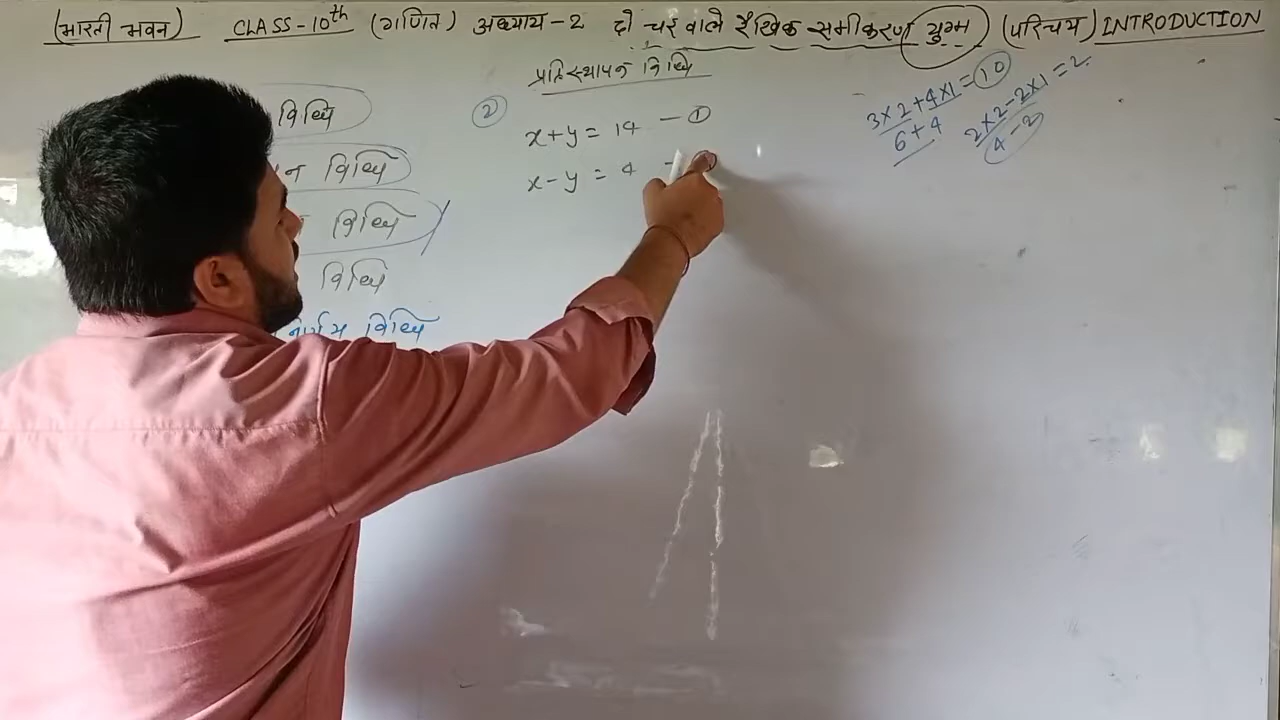 (भारती भवन) CLASS-10th (गणित) अध्याय-2 दो चर वाले रैखिक समीकरण युग्म (परिचय) INTRODUCTION
प्रतिस्थापन विधि
विधि
न विधि
विधि
विधि
विधि
② x+y = 14 — ①
x-y = 4 —
3×2+4×1=10
6+4
2×2-2×1=2
4-2